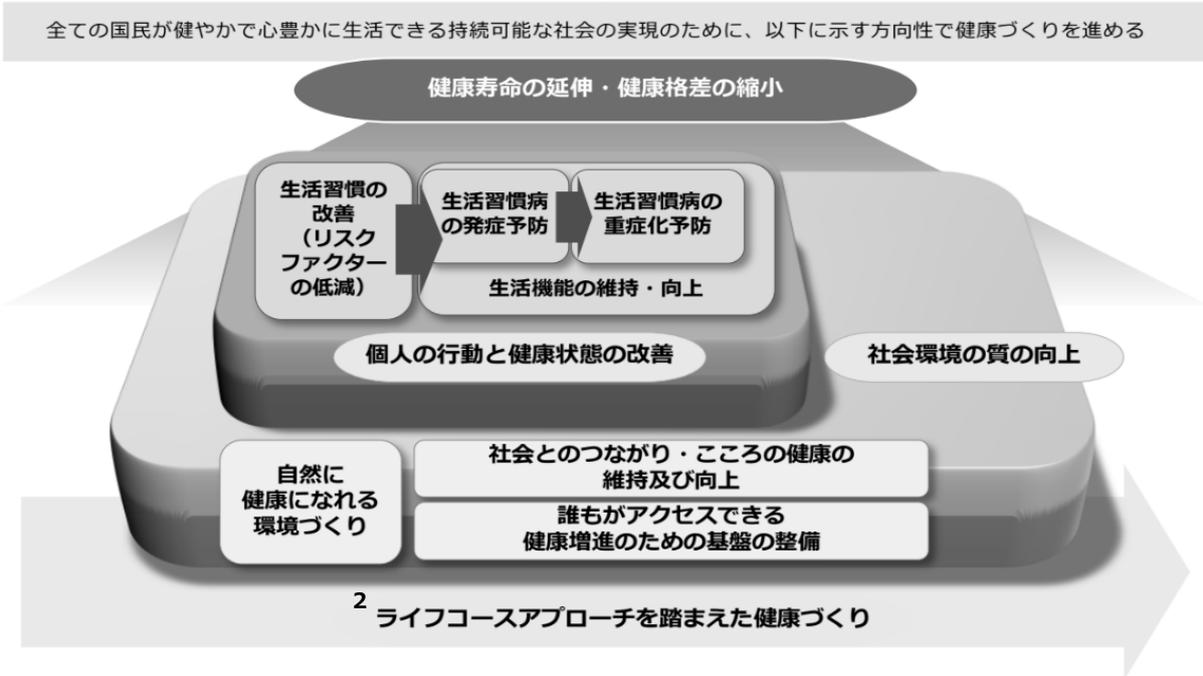 全ての国民が健やかで心豊かに生活できる持続可能な社会の実現のために、以下に示す方向性で健康づくりを進める
健康寿命の延伸・健康格差の縮小
生活習慣の
改善
（リスク
ファクター
の低減）
生活習慣病
の発症予防
生活習慣病の
重症化予防
生活機能の維持・向上
個人の行動と健康状態の改善
社会環境の質の向上
自然に
健康になれる
環境づくり
社会とのつながり・こころの健康の
維持及び向上
誰もがアクセスできる
健康増進のための基盤の整備
2 ライフコースアプローチを踏まえた健康づくり